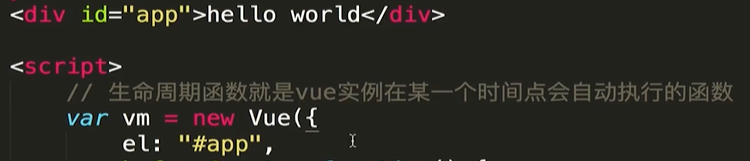 <div id="app">hello world</div>
<script>
// 生命周期函数就是vue实例在某一个时间点会自动执行的函数
var vm = new Vue({
el: "#app",